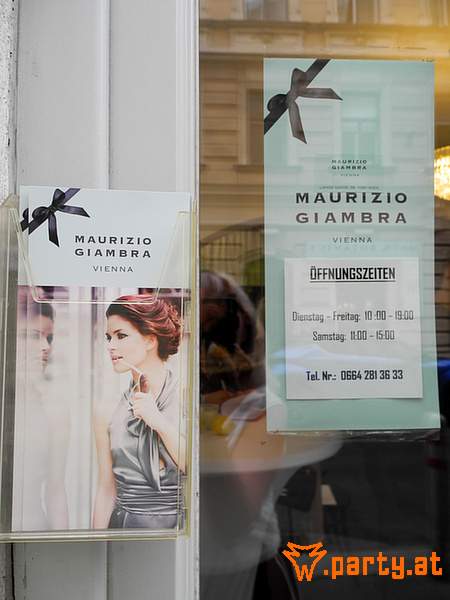 MAURIZIO
GIAMBRA
VIENNA
MAURIZIO
GIAMBRA
VIENNA
MAURIZIO
GIAMBRA
VIENNA
ÖFFNUNGSZEITEN
Dienstag - Freitag: 10 :00 - 19:00
Samstag: 11:00 - 15:00
Tel. Nr.: 0664 281 36 33
.party.at